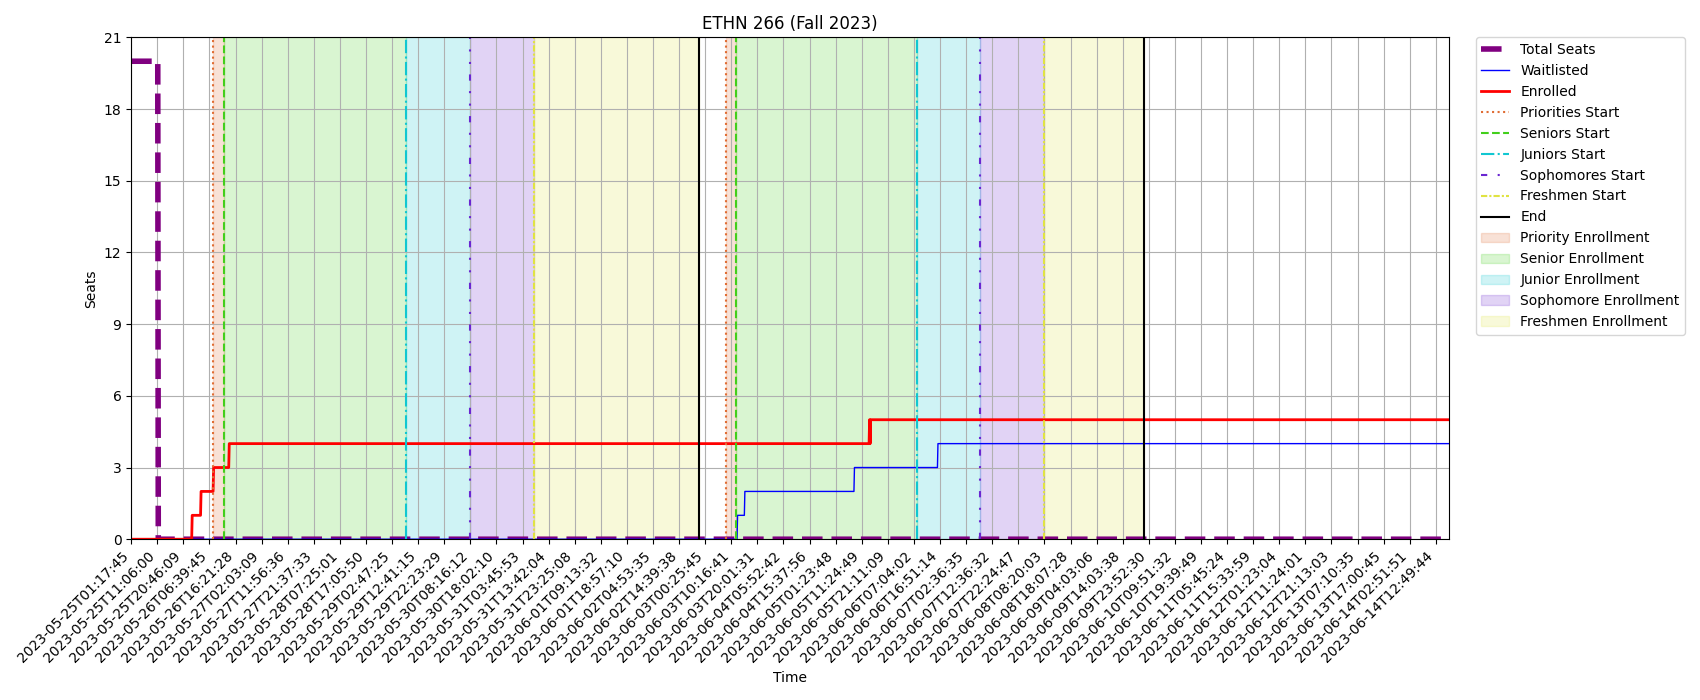 ETHN 266 (Fall 2023)
21
18
15
12
9
6
3
0
Seats
2023-05-25T01:17:45
2023-05-25T11:06:00
2023-05-25T20:46:09
2023-05-26T06:39:45
2023-05-26T16:21:28
2023-05-27T02:03:09
2023-05-27T11:56:36
2023-05-27T21:37:33
2023-05-28T07:25:01
2023-05-28T17:05:50
2023-05-29T02:47:25
2023-05-29T12:41:15
2023-05-29T22:23:29
2023-05-30T08:16:12
2023-05-30T18:02:10
2023-05-31T03:45:53
2023-05-31T13:42:04
2023-05-31T23:25:08
2023-06-01T09:13:32
2023-06-01T18:57:10
2023-06-02T04:53:35
2023-06-02T14:39:38
2023-06-03T00:25:45
2023-06-03T10:16:41
2023-06-03T20:01:31
2023-06-04T05:52:42
2023-06-04T15:37:56
2023-06-05T01:23:48
2023-06-05T11:24:49
2023-06-05T21:11:09
2023-06-06T07:04:02
2023-06-06T16:51:14
2023-06-07T02:36:35
2023-06-07T12:36:32
2023-06-07T22:24:47
2023-06-08T08:20:03
2023-06-08T18:07:28
2023-06-09T04:03:06
2023-06-09T14:03:38
2023-06-09T23:52:30
2023-06-10T09:51:32
2023-06-10T19:39:49
2023-06-11T05:45:24
2023-06-11T15:33:59
2023-06-12T01:23:04
2023-06-12T11:24:01
2023-06-12T21:13:03
2023-06-13T07:10:35
2023-06-13T17:00:45
2023-06-14T02:51:51
2023-06-14T12:49:44
Time
Total Seats
Waitlisted
Enrolled
Priorities Start
Seniors Start
Juniors Start
Sophomores Start
Freshmen Start
End
Priority Enrollment
Senior Enrollment
Junior Enrollment
Sophomore Enrollment
Freshmen Enrollment